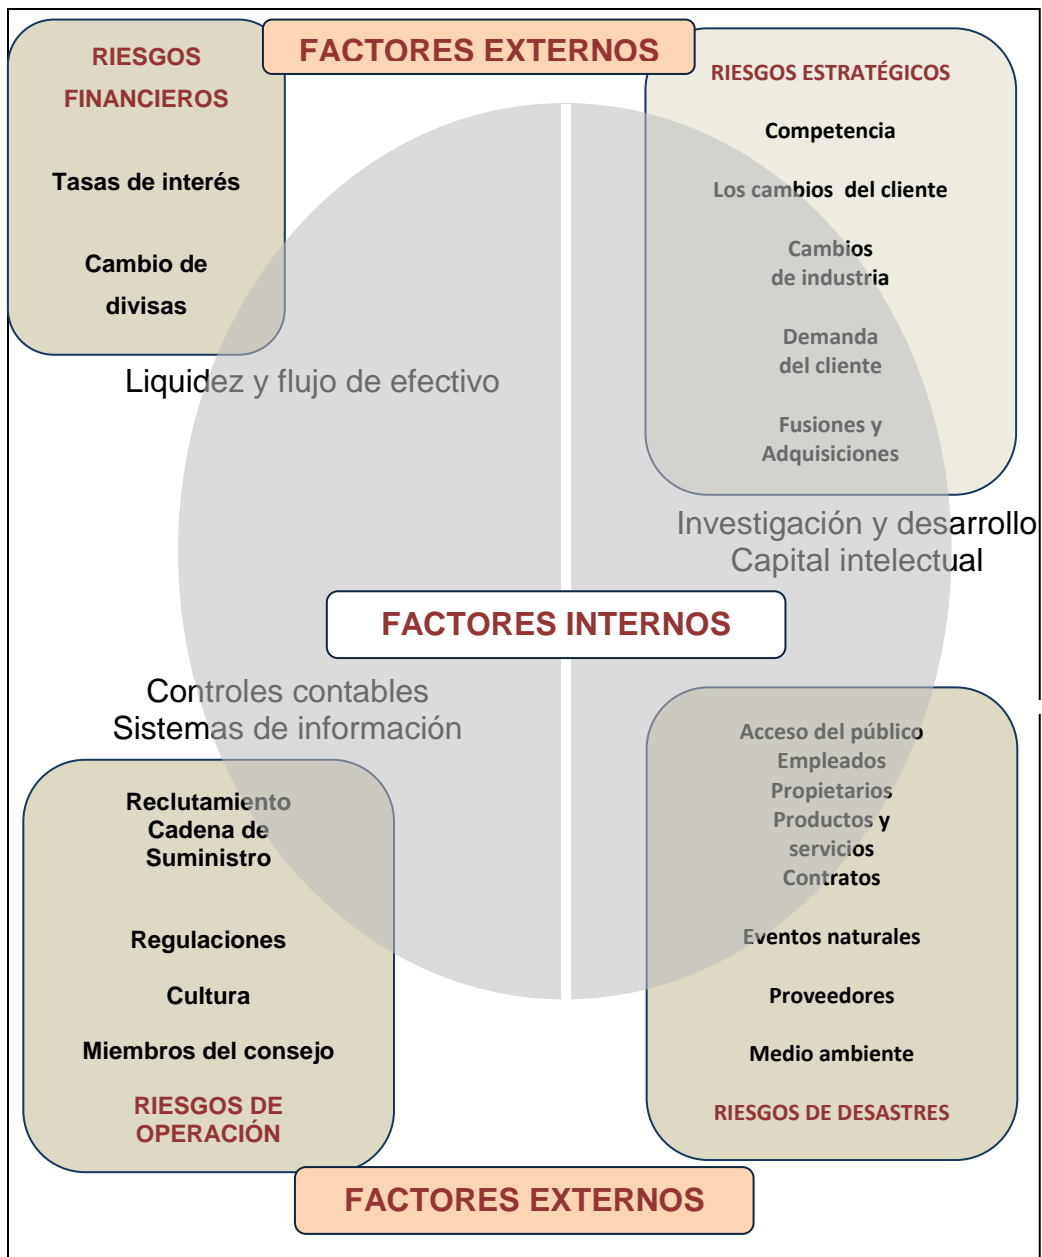 FACTORES EXTERNOS
RIESGOS
FINANCIEROS
Tasas de interés
Cambio de
divisas
RIESGOS ESTRATÉGICOS
Competencia
Los cambios del cliente
Cambios
de industria
Demanda
del cliente
Fusiones y
Adquisiciones
Liquidez y flujo de efectivo
Investigación y desarrollo
Capital intelectual
FACTORES INTERNOS
Controles contables
Sistemas de información
Reclutamiento
Cadena de
Suministro
Regulaciones
Cultura
Miembros del consejo
RIESGOS DE
OPERACIÓN
Acceso del público
Empleados
Propietarios
Productos y
servicios
Contratos
Eventos naturales
Proveedores
Medio ambiente
RIESGOS DE DESASTRES
FACTORES EXTERNOS